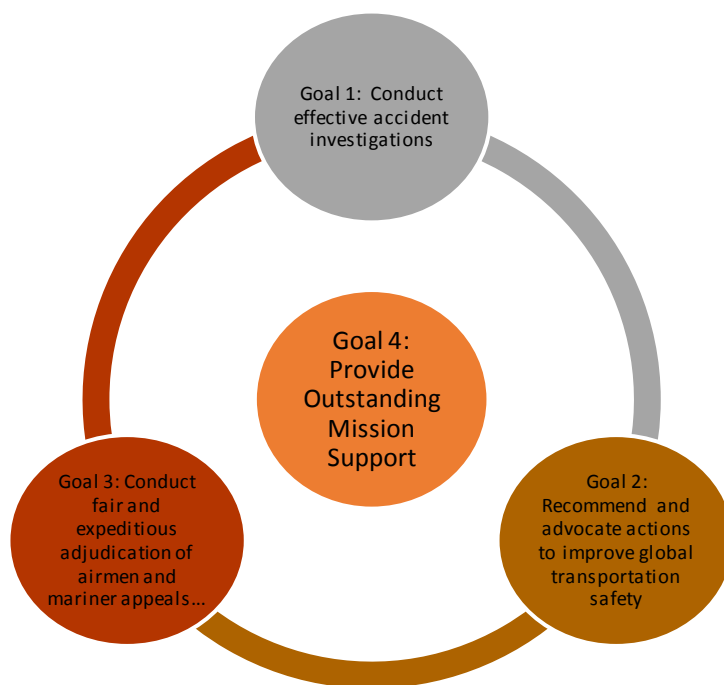 Goal 1: Conduct
effective accident
investigations
Goal 4:
Provide
Outstanding
Mission
Support
Goal 3: Conduct
fair and
expeditious
adjudication of
airmen and
mariner appeals…
Goal 2:
Recommend and
advocate actions
to improve global
transportation
safety